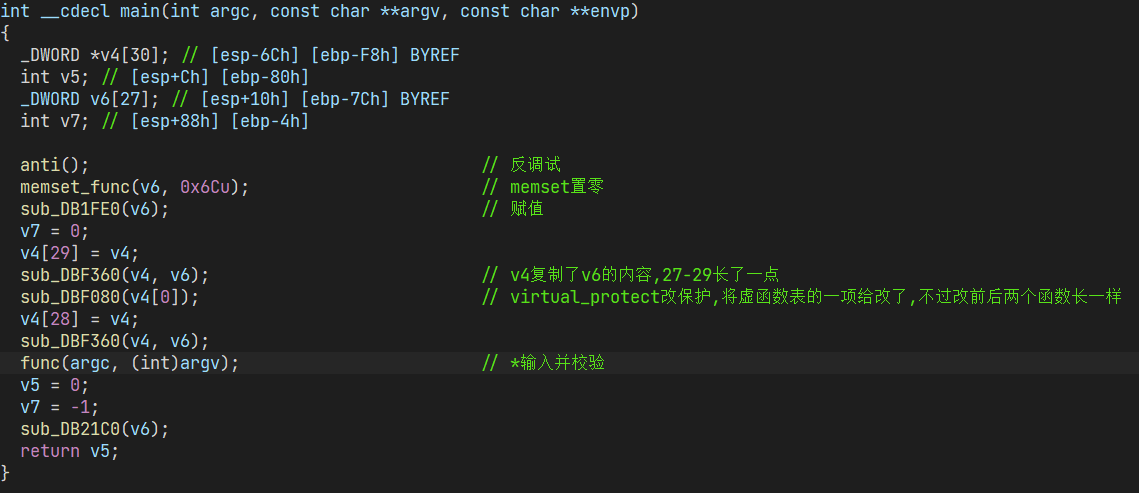 int __cdecl main(int argc, const char **argv, const char **envp)
{
  _DWORD *v4[30]; // [esp-6Ch] [ebp-F8h] BYREF
  int v5; // [esp+Ch] [ebp-80h]
  _DWORD v6[27]; // [esp+10h] [ebp-7Ch] BYREF
  int v7; // [esp+88h] [ebp-4h]

  anti();                                       // 反调试
  memset_func(v6, 0x6Cu);                       // memset置零
  sub_DB1FE0(v6);                               // 赋值
  v7 = 0;
  v4[29] = v4;
  sub_DBF360(v4, v6);                           // v4复制了v6的内容,27-29长了一点
  sub_DBF080(v4[0]);                            // virtual_protect改保护,将虚函数表的一项给改了,不过改前后两个函数长一样
  v4[28] = v4;
  sub_DBF360(v4, v6);
  func(argc, (int)argv);                        // *输入并校验
  v5 = 0;
  v7 = -1;
  sub_DB21C0(v6);
  return v5;
}